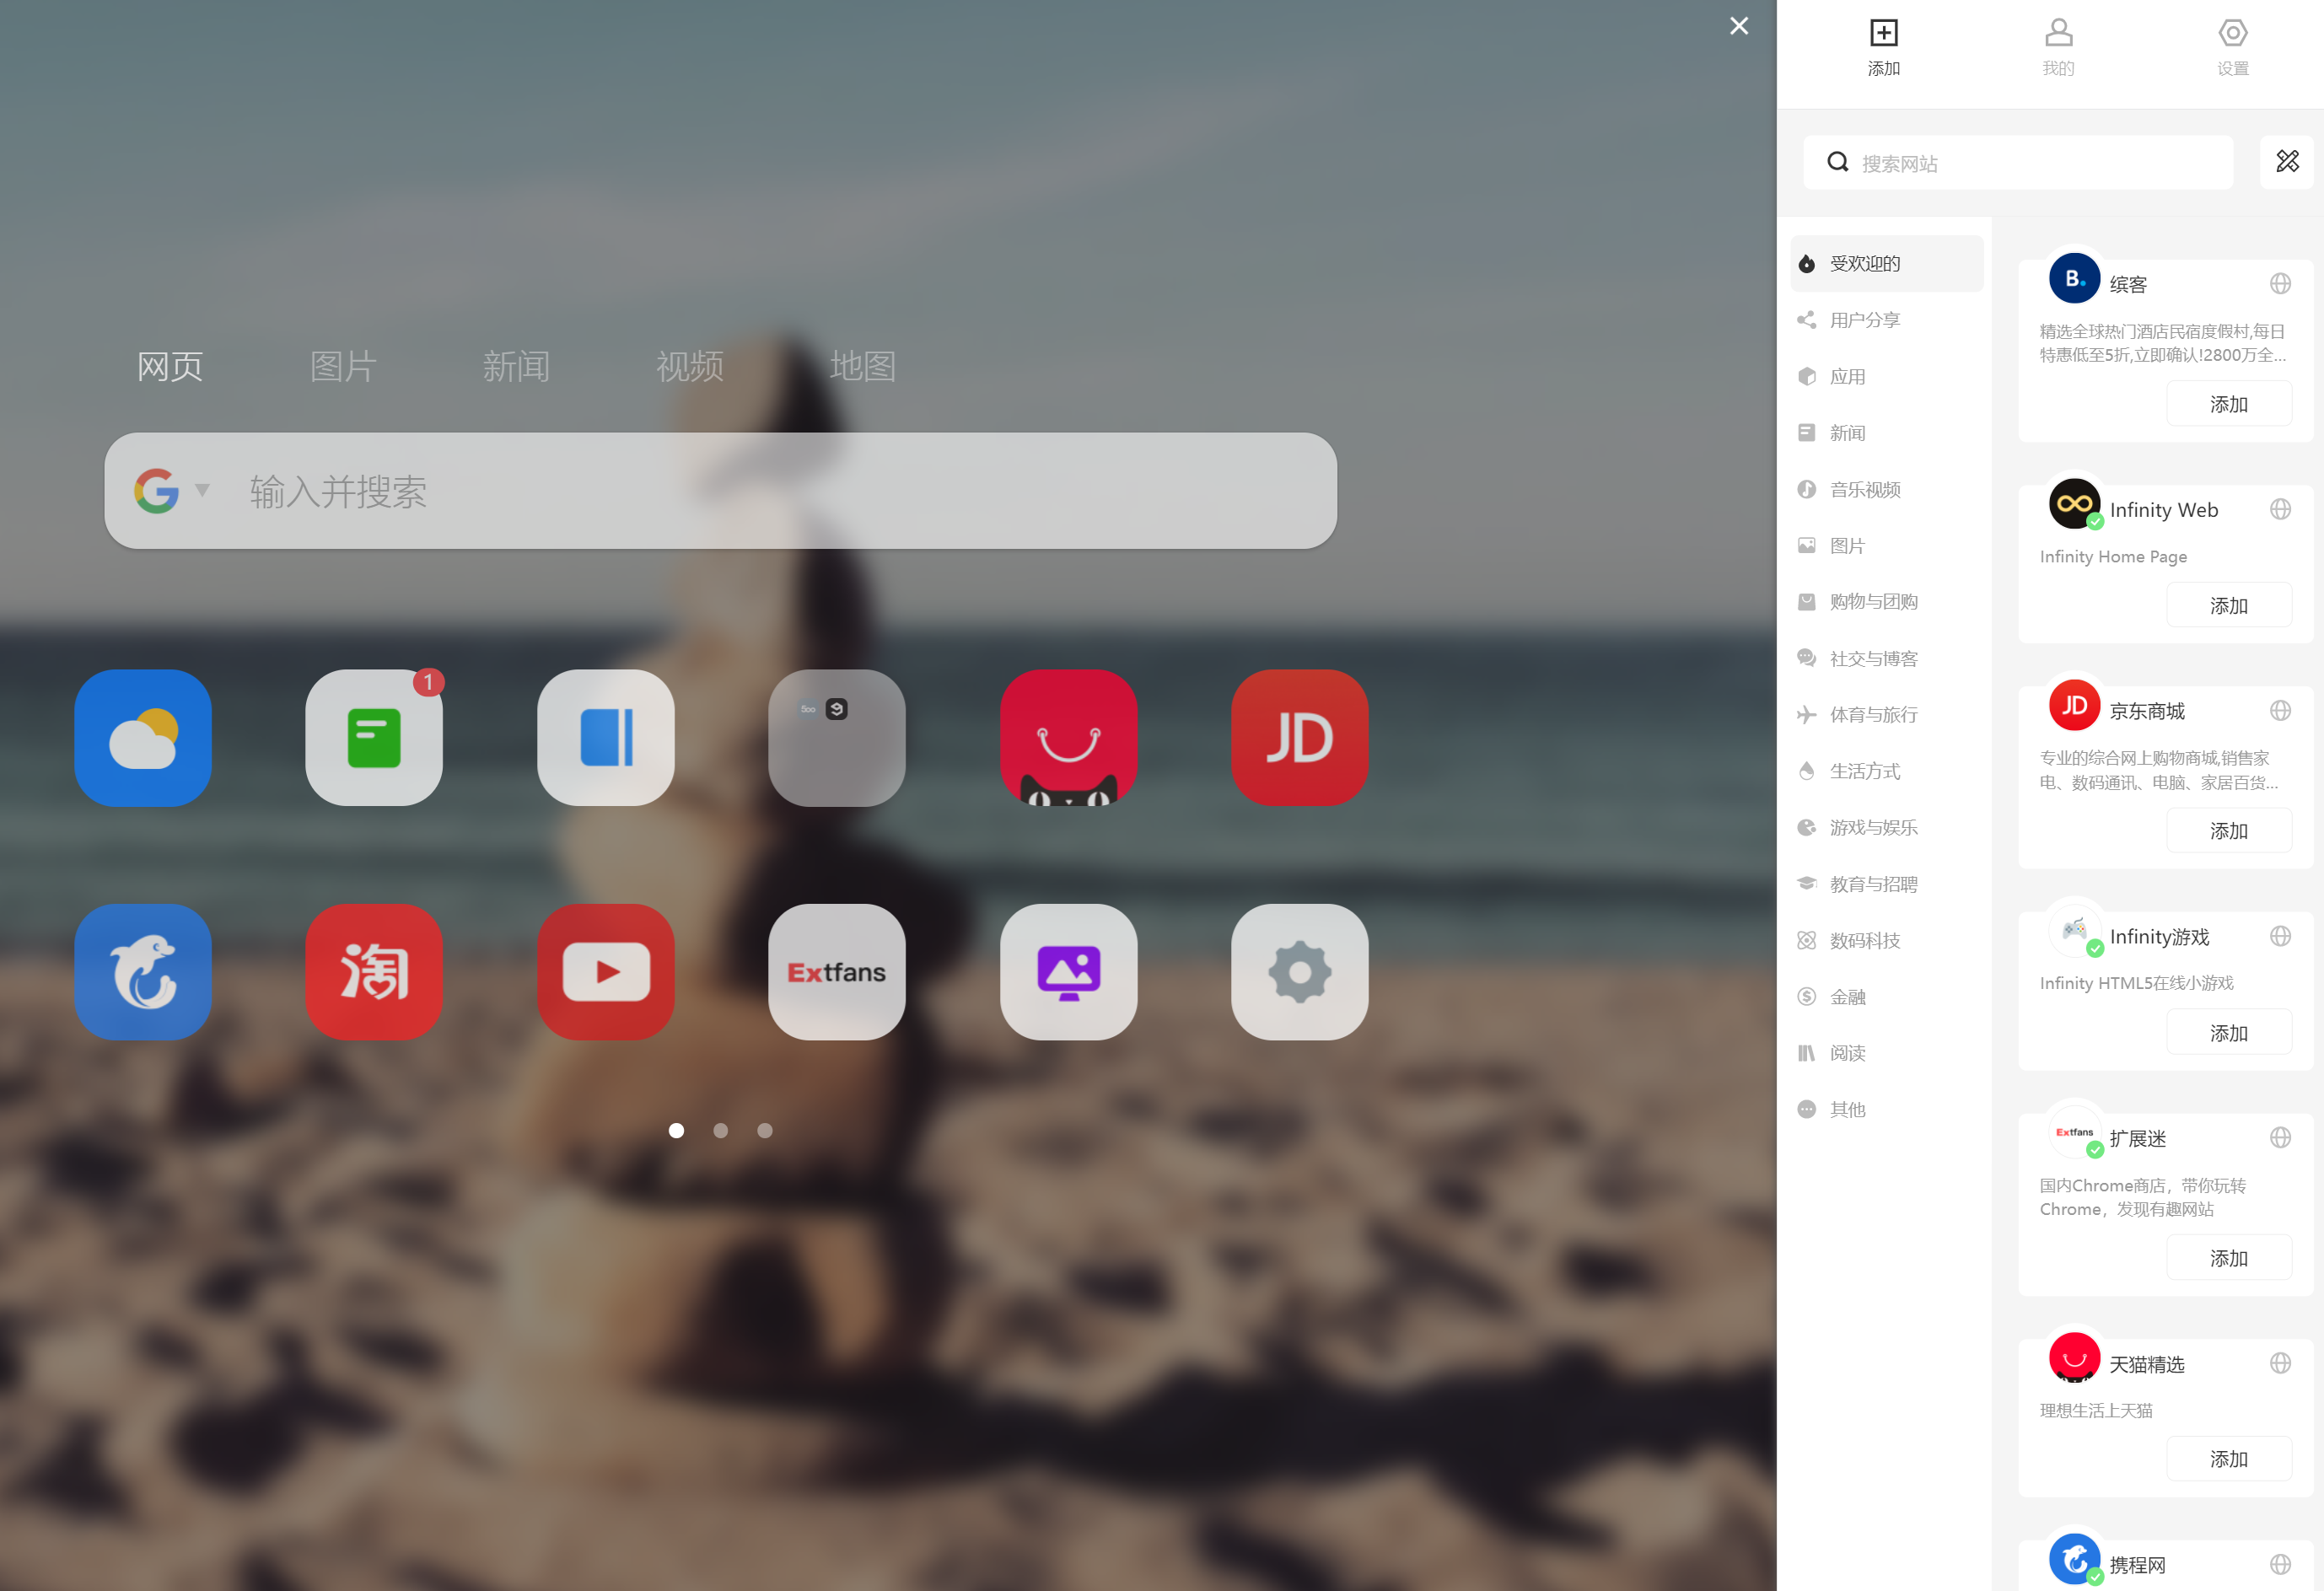 网页 图片 新闻 视频 地图
输入并搜索
1
500
JD
淘
Extfans
添加 我的 设置
搜索网站
受欢迎的
用户分享
应用
新闻
音乐视频
图片
购物与团购
社交与博客
体育与旅行
生活方式
游戏与娱乐
教育与招聘
数码科技
金融
阅读
其他
B.
缤客
精选全球热门酒店民宿度假村,每日
特惠低至5折,立即确认!2800万全...
添加
Infinity Web
Infinity Home Page
添加
JD
京东商城
专业的综合网上购物商城,销售家
电、数码通讯、电脑、家居百货...
添加
Infinity游戏
Infinity HTML5在线小游戏
添加
Extfans
扩展迷
国内Chrome商店，带你玩转
Chrome，发现有趣网站
添加
天猫精选
理想生活上天猫
添加
携程网